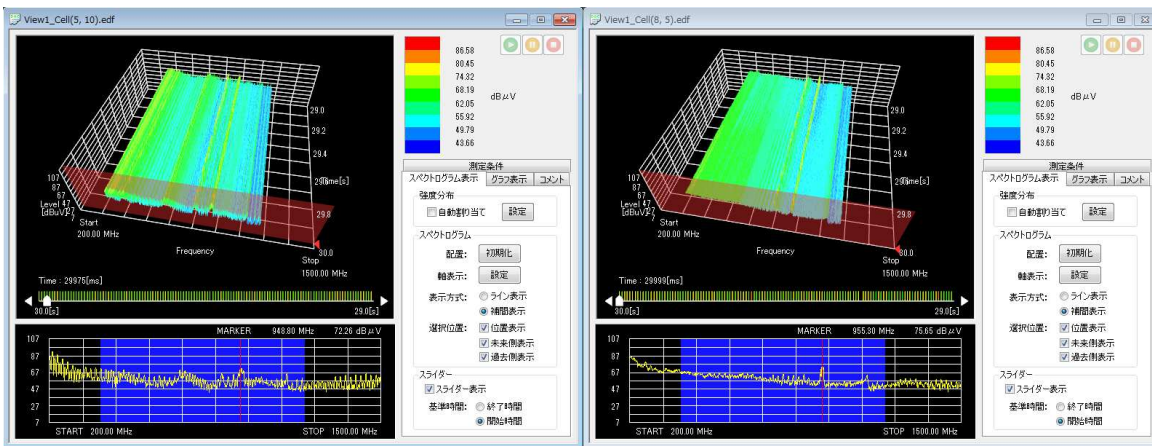 View1_Cell(5, 10).edf
86.58
80.45
74.32
68.19
62.05
55.92
49.79
43.66
dBμV
29.0
29.2
29.4
29.6
Time[s]
29.8
30.0
107
87
67
Level 47
[dBuV]27
7
Start
200.00 MHz
Frequency
Stop
1500.00 MHz
Time : 29975[ms]
30.0[s]
29.0[s]
MARKER 948.80 MHz 72.26 dBμV
107
87
67
47
27
7
START 200.00 MHz
STOP 1500.00 MHz
測定条件
スペクトログラム表示 グラフ表示 コメント
強度分布
自動割り当て 設定
スペクトログラム
配置: 初期化
軸表示: 設定
表示方式: ライン表示
補間表示
選択位置: 位置表示
未来側表示
過去側表示
スライダー
スライダー表示
基準時間: 終了時間
開始時間
View1_Cell(8, 5).edf
86.58
80.45
74.32
68.19
62.05
55.92
49.79
43.66
dBμV
29.0
29.2
29.4
29.6
Time[s]
29.8
30.0
107
87
67
Level 47
[dBuV]27
7
Start
200.00 MHz
Frequency
Stop
1500.00 MHz
Time : 29999[ms]
30.0[s]
29.0[s]
MARKER 955.30 MHz 75.65 dBμV
107
87
67
47
27
7
START 200.00 MHz
STOP 1500.00 MHz
測定条件
スペクトログラム表示 グラフ表示 コメント
強度分布
自動割り当て 設定
スペクトログラム
配置: 初期化
軸表示: 設定
表示方式: ライン表示
補間表示
選択位置: 位置表示
未来側表示
過去側表示
スライダー
スライダー表示
基準時間: 終了時間
開始時間